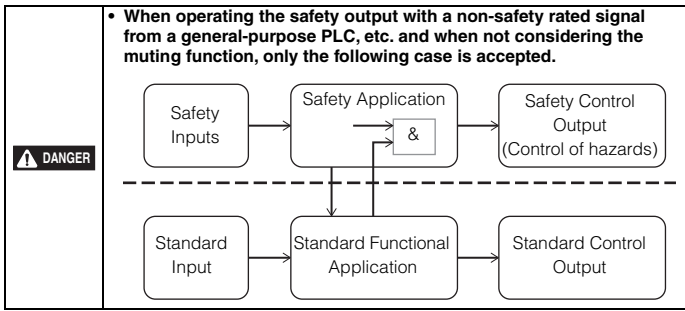 • When operating the safety output with a non-safety rated signal
from a general-purpose PLC, etc. and when not considering the
muting function, only the following case is accepted.
DANGER
Safety
Inputs
Safety Application
&
Safety Control
Output
(Control of hazards)
Standard
Input
Standard Functional
Application
Standard Control
Output